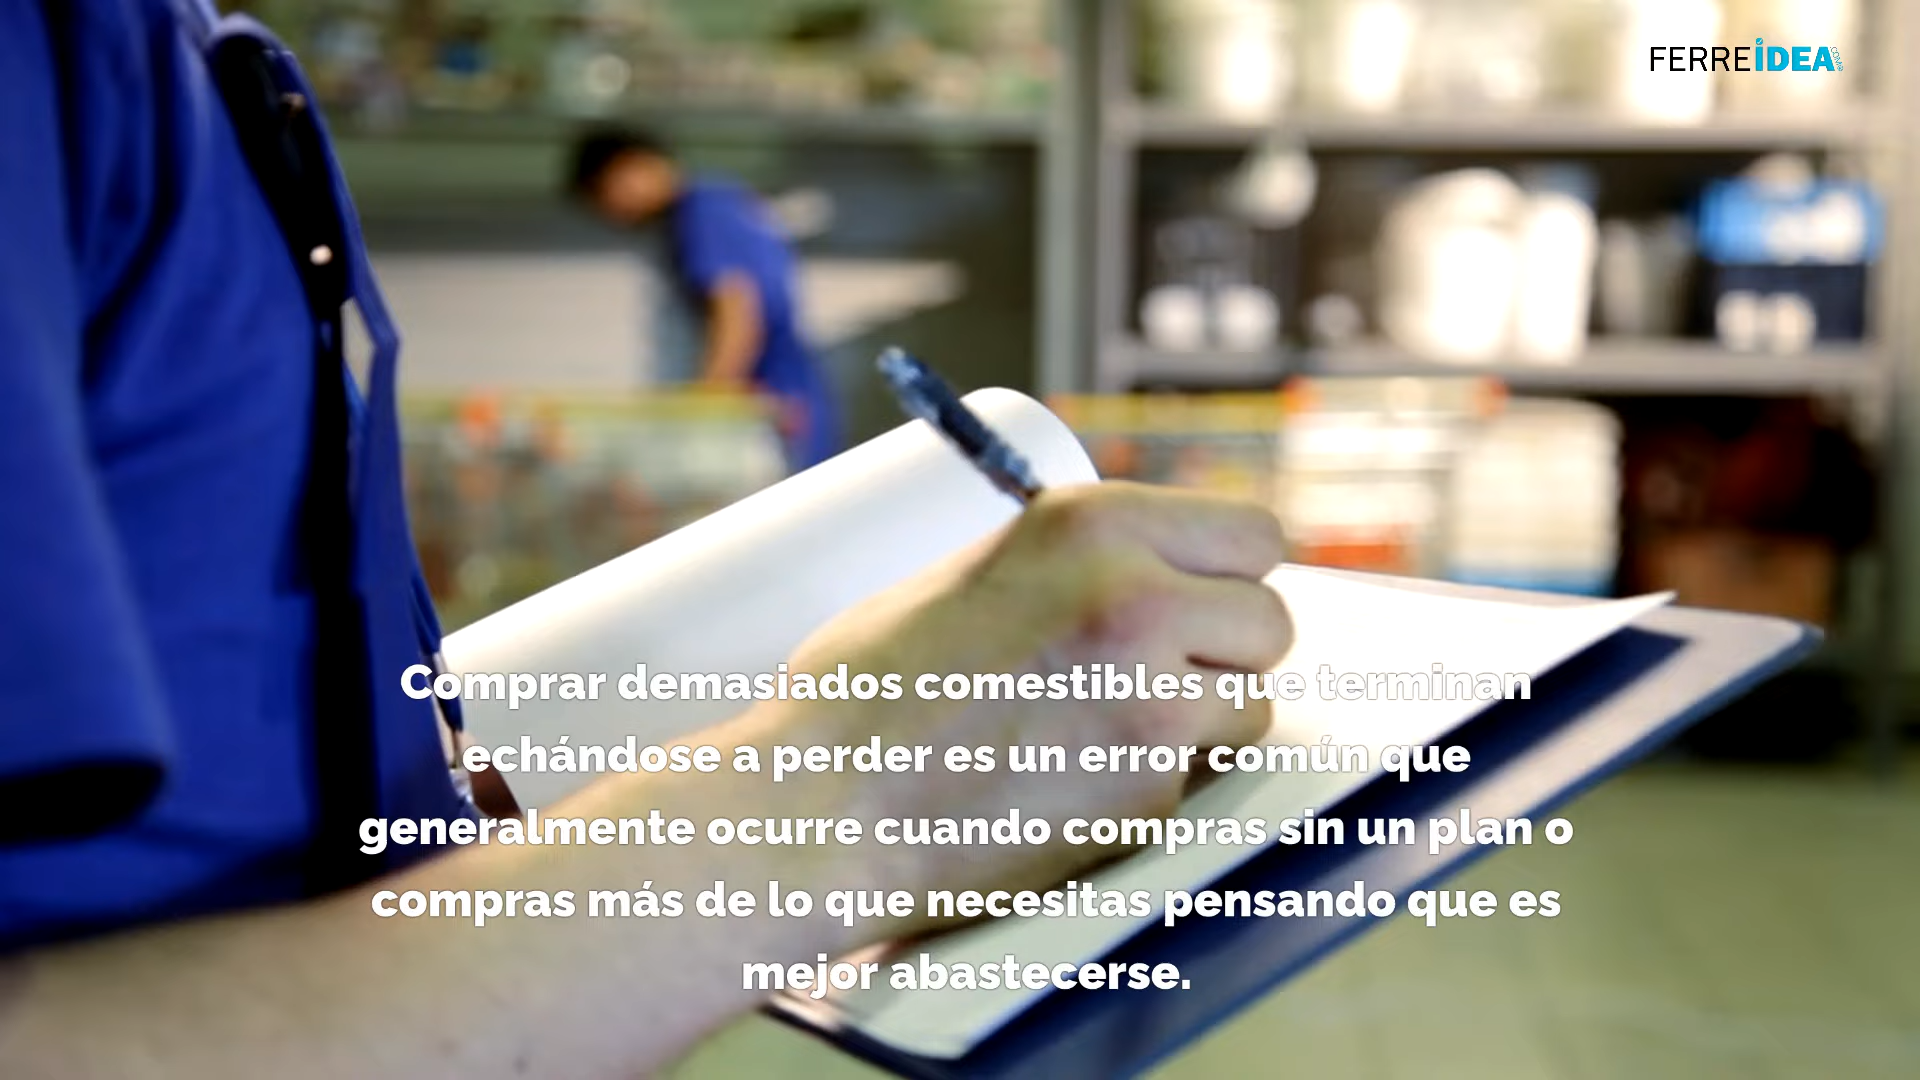 FERREiDEA
Comprar demasiados comestibles que terminan
echándose a perder es un error común que
generalmente ocurre cuando compras sin un plan o
compras más de lo que necesitas pensando que es
mejor abastecerse.